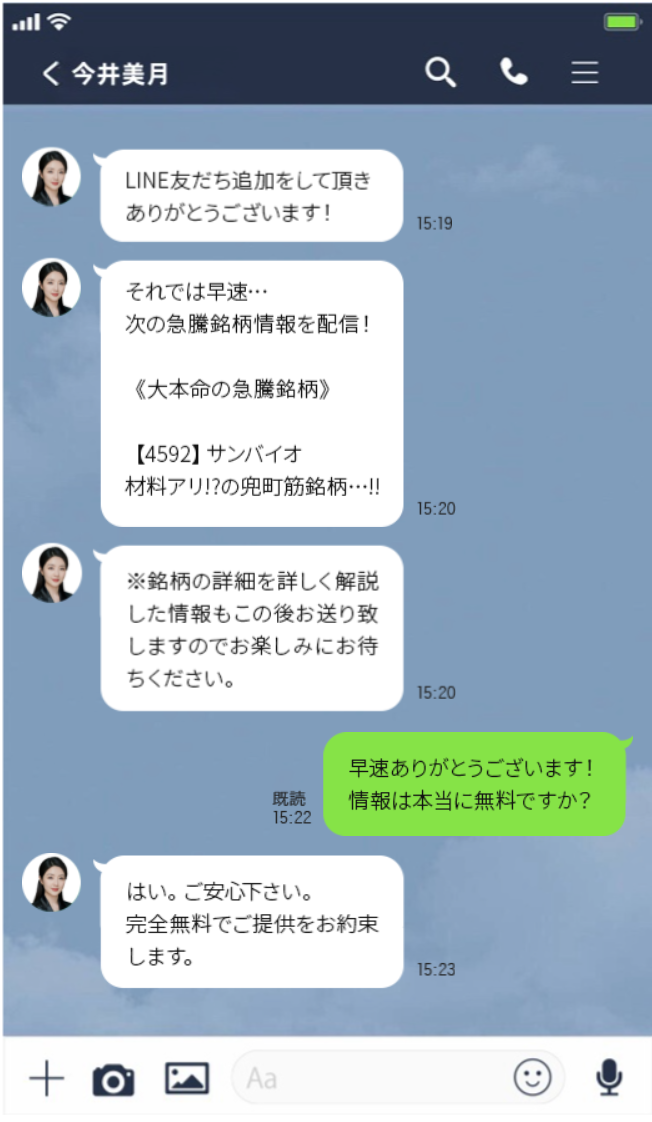 今井美月
LINE友だち追加をして頂き
ありがとうございます！
15:19
それでは早速…
次の急騰銘柄情報を配信！
《大本命の急騰銘柄》
【4592】サンバイオ
材料アリ!?の兜町筋銘柄…!!
15:20
※銘柄の詳細を詳しく解説
した情報もこの後お送り致
しますのでお楽しみにお待
ちください。
15:20
早速ありがとうございます！
情報は本当に無料ですか？
既読
15:22
はい。ご安心下さい。
完全無料でご提供をお約束
します。
15:23
Aa